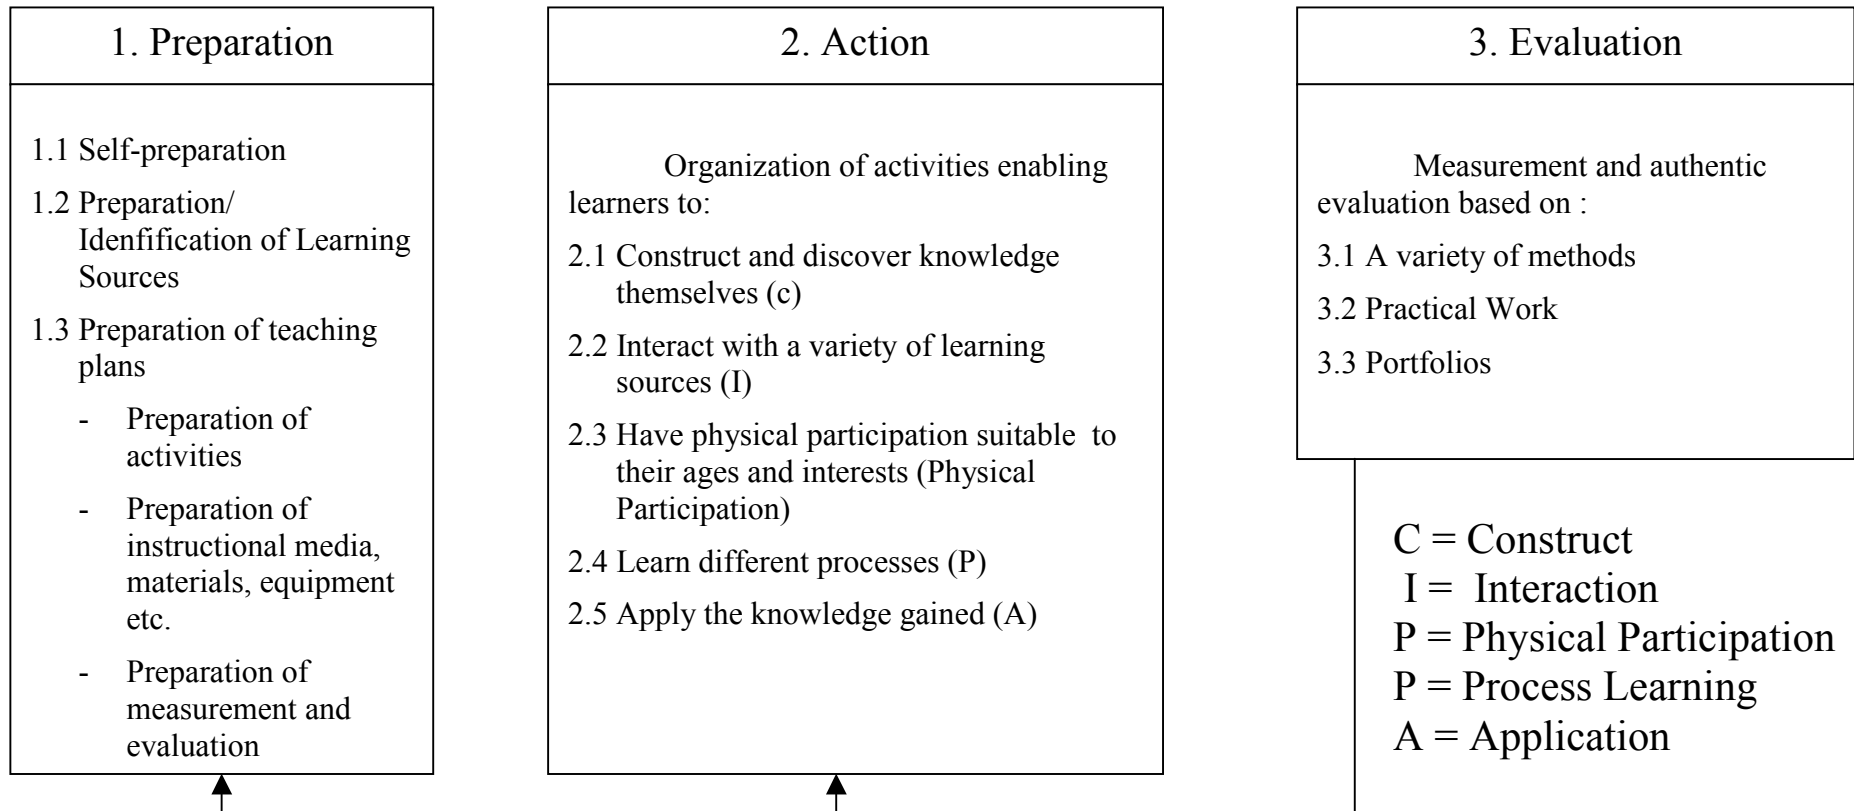 1. Preparation
1.1 Self-preparation
1.2 Preparation/
Idenfification of Learning
Sources
1.3 Preparation of teaching
plans
- Preparation of
activities
- Preparation of
instructional media,
materials, equipment
etc.
- Preparation of
measurement and
evaluation
2. Action
Organization of activities enabling
learners to:
2.1 Construct and discover knowledge
themselves (c)
2.2 Interact with a variety of learning
sources (I)
2.3 Have physical participation suitable to
their ages and interests (Physical
Participation)
2.4 Learn different processes (P)
2.5 Apply the knowledge gained (A)
3. Evaluation
Measurement and authentic
evaluation based on :
3.1 A variety of methods
3.2 Practical Work
3.3 Portfolios
C = Construct
I = Interaction
P = Physical Participation
P = Process Learning
A = Application